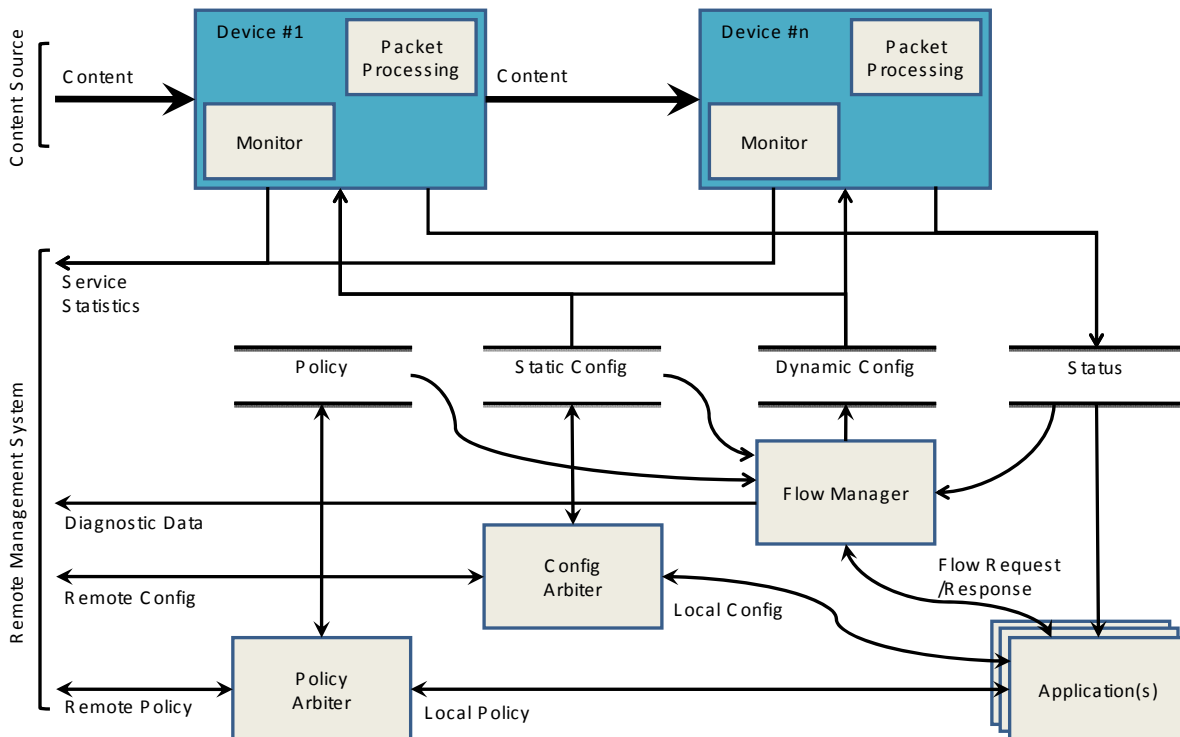 Content Source
Content
Device #1
Packet
Processing
Monitor
Content
Device #n
Packet
Processing
Monitor
Remote Management System
Service
Statistics
Policy
Static Config
Dynamic Config
Status
Flow Manager
Diagnostic Data
Config
Arbiter
Flow Request
/Response
Remote Config
Local Config
Policy
Arbiter
Application(s)
Remote Policy
Local Policy